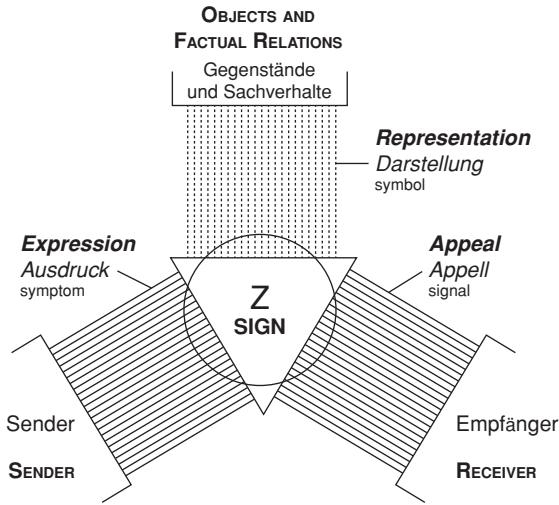 OBJECTS AND
FACTUAL RELATIONS
Gegenstände
und Sachverhalte
Representation
Darstellung
symbol
Expression
Ausdruck
symptom
Appeal
Appell
signal
Z
SIGN
Sender
SENDER
Empfänger
RECEIVER